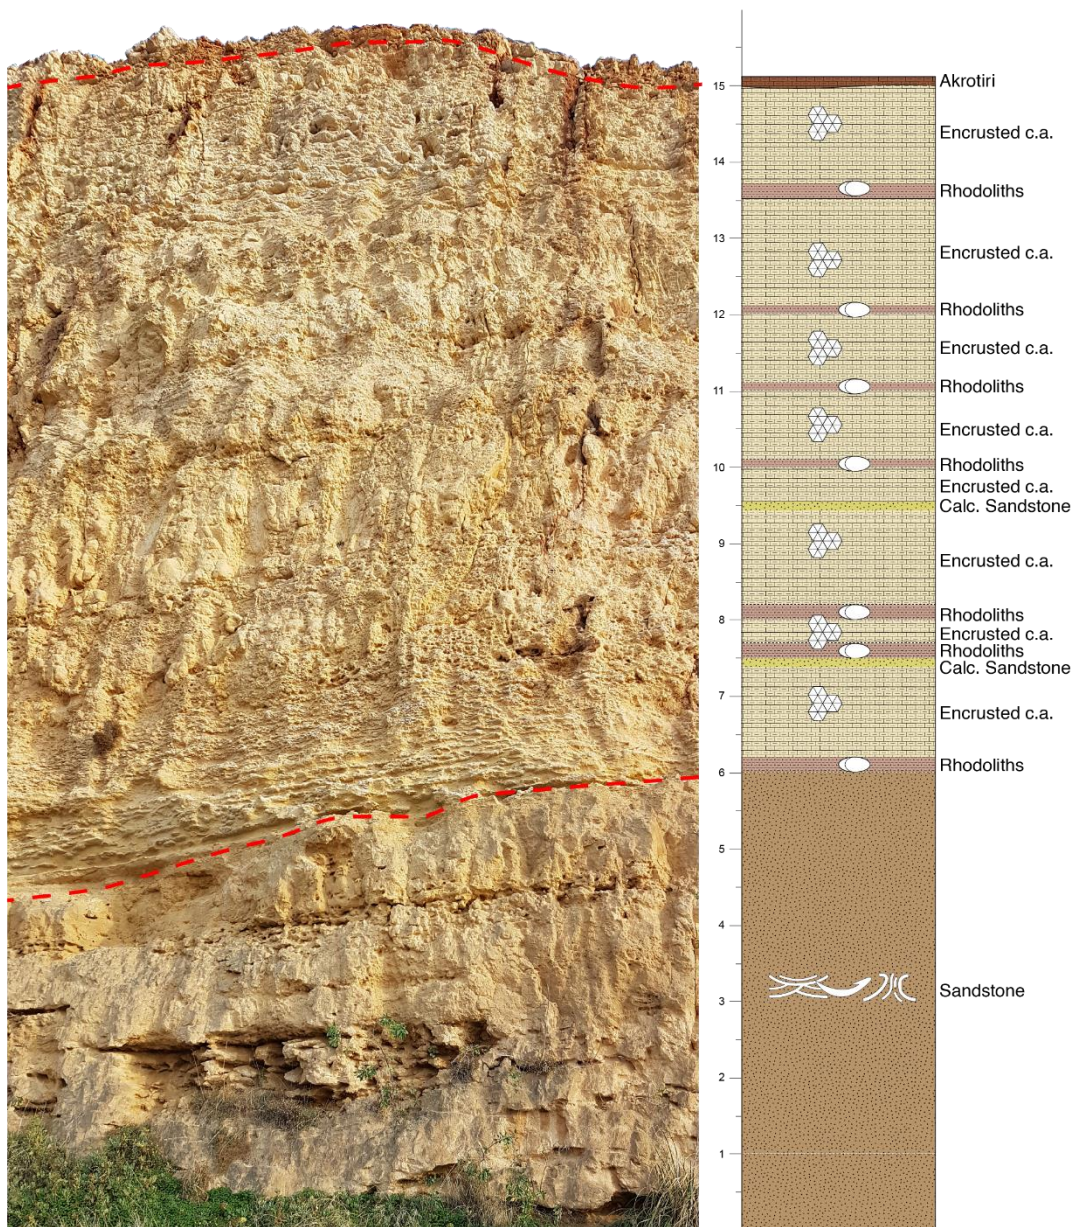 15
Akrotiri
Encrusted c.a.
14
Rhodoliths
13
Encrusted c.a.
12
Rhodoliths
Encrusted c.a.
11
Rhodoliths
Encrusted c.a.
10
Rhodoliths
Encrusted c.a.
Calc. Sandstone
9
Encrusted c.a.
8
Rhodoliths
Encrusted c.a.
Rhodoliths
Calc. Sandstone
7
Encrusted c.a.
6
Rhodoliths
5
4
3
Sandstone
2
1